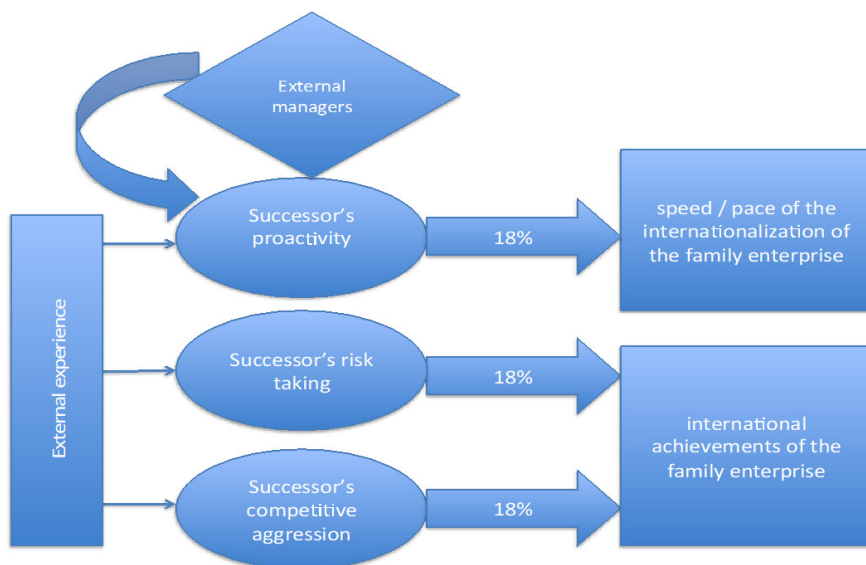 External
managers
Successor's
proactivity
18%
speed / pace of the
internationalization of
the family enterprise
External experience
Successor's risk
taking
18%
international
achievements of the
family enterprise
Successor's
competitive
aggression
18%